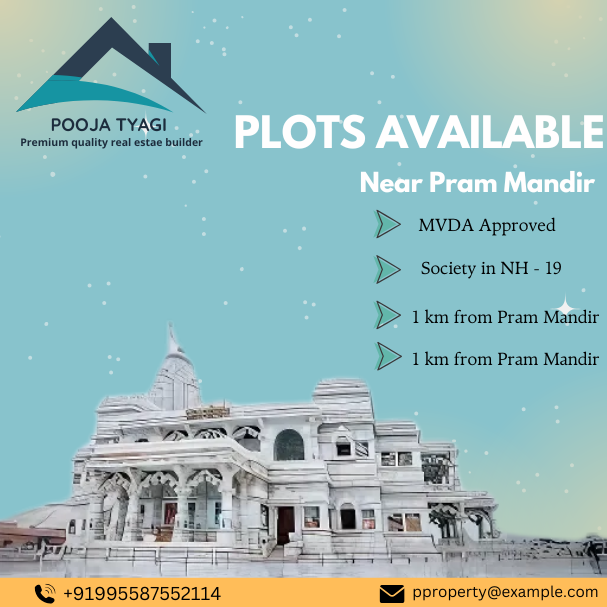 POOJA TYAGI
Premium quality real estae builder
PLOTS AVAILABLE
Near Pram Mandir
MVDA Approved
Society in NH - 19
1 km from Pram Mandir
1 km from Pram Mandir
+91995587552114
pproperty@example.com